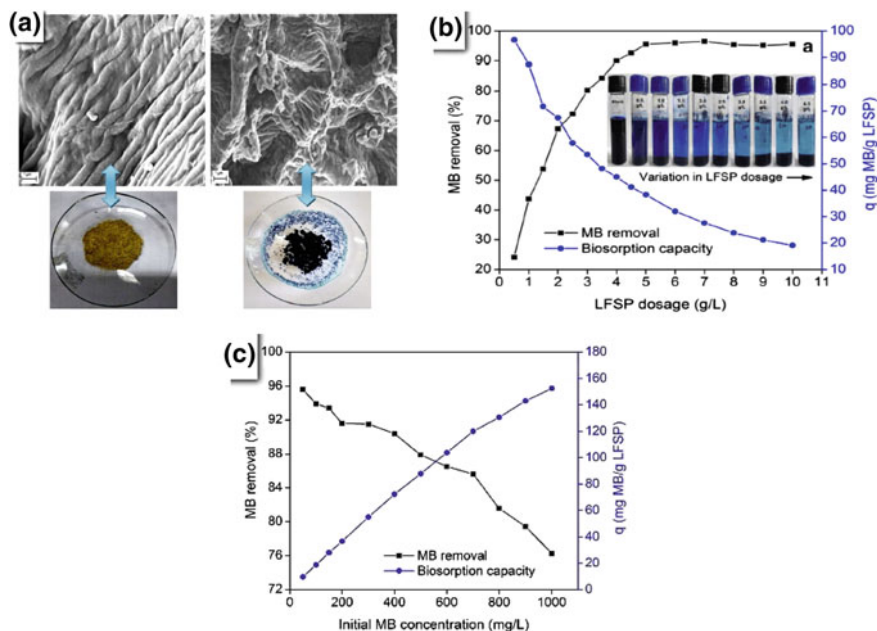 (a)
(b)
100
90
80
70
60
50
40
30
20
MB removal (%)
a
Variation in LFSP dosage
MB removal
Biosorption capacity
100
90
80
70
60
50
40
30
20
10
q (mg MB/g LFSP)
0 1 2 3 4 5 6 7 8 9 10 11
LFSP dosage (g/L)
(c)
100
96
92
88
84
80
76
72
MB removal (%)
MB removal
Biosorption capacity
180
160
140
120
100
80
60
40
20
0
q (mg MB/g LFSP)
0 200 400 600 800 1000
Initial MB concentration (mg/L)